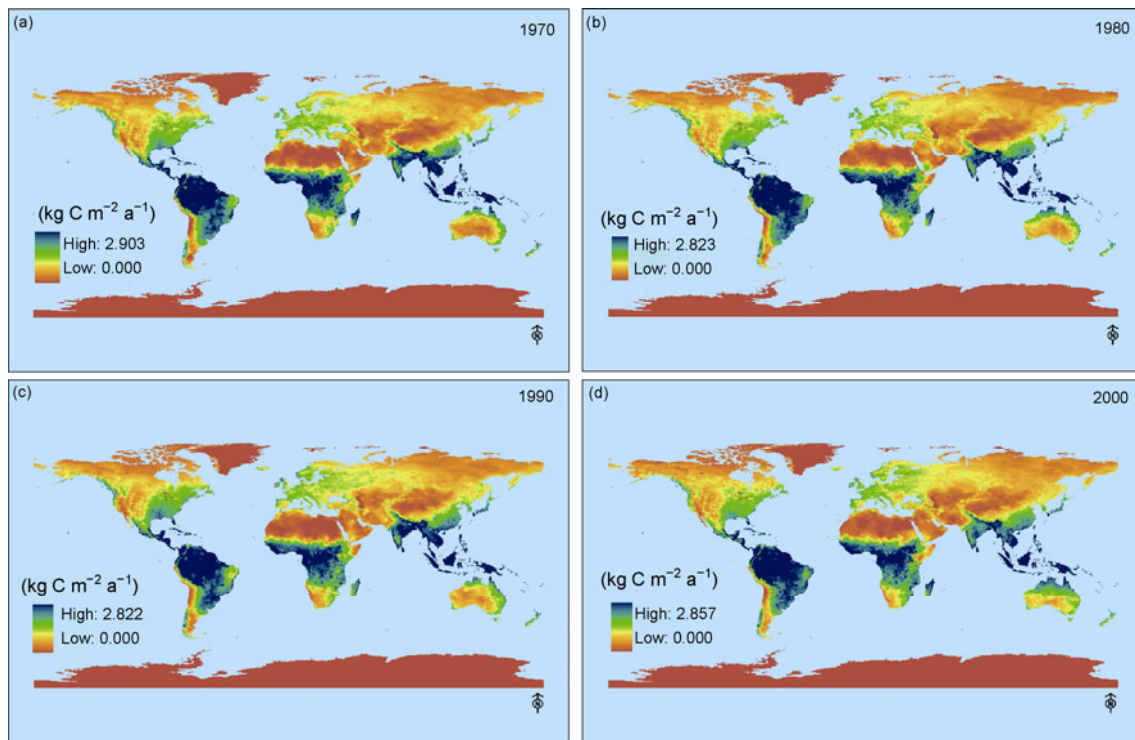 (a)
1970
(kg C m⁻² a⁻¹)
High: 2.903
Low: 0.000
N
(b)
1980
(kg C m⁻² a⁻¹)
High: 2.823
Low: 0.000
N
(c)
1990
(kg C m⁻² a⁻¹)
High: 2.822
Low: 0.000
N
(d)
2000
(kg C m⁻² a⁻¹)
High: 2.857
Low: 0.000
N